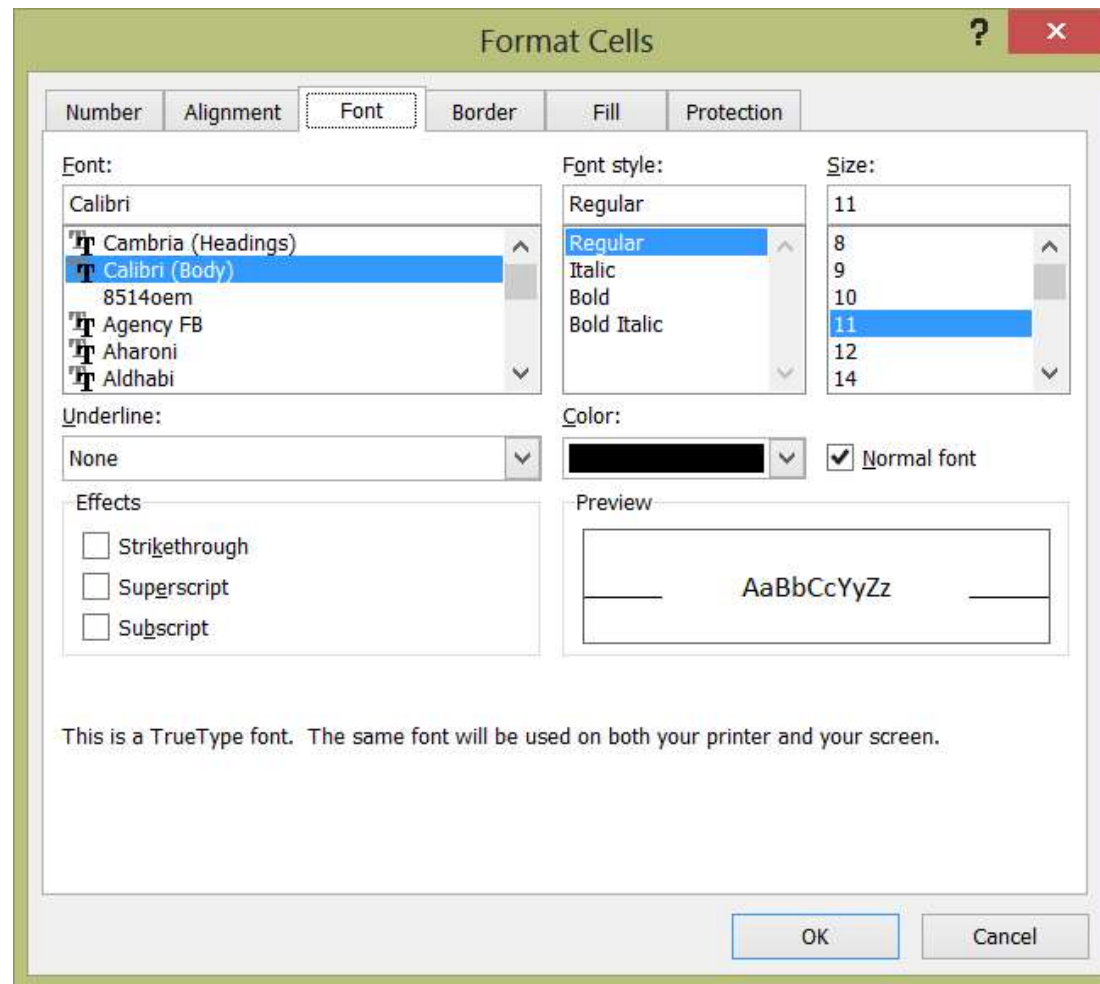 Format Cells
?
Number Alignment Font Border Fill Protection
Font: Font style: Size:
Calibri Regular 11
Cambria (Headings) Regular 8
Calibri (Body) Italic 9
8514oem Bold 10
Agency FB Bold Italic 11
Aharoni 12
Aldhabi 14
Underline: Color:
None Normal font
Effects Preview
Strikethrough
Superscript AaBbCcYyZz
Subscript
This is a TrueType font. The same font will be used on both your printer and your screen.
OK Cancel